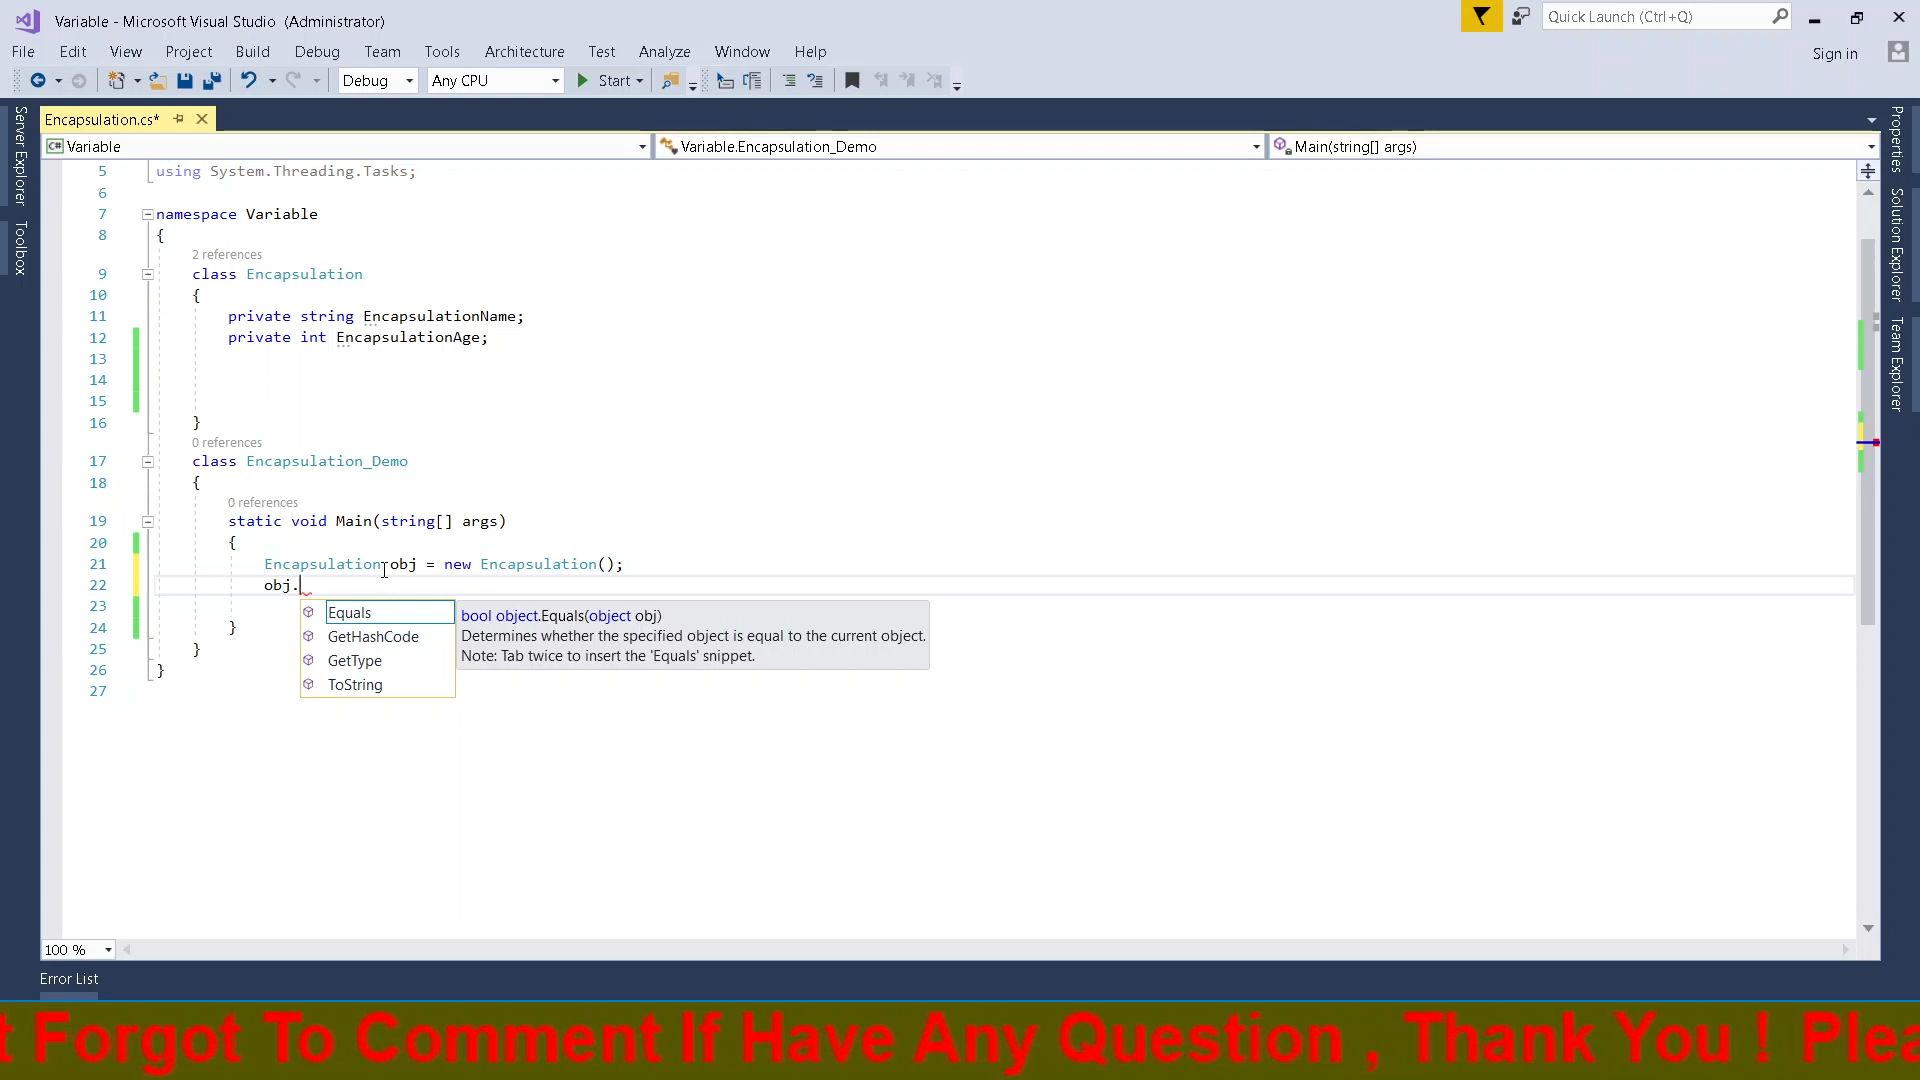 Variable - Microsoft Visual Studio (Administrator)
Quick Launch (Ctrl+Q)
File Edit View Project Build Debug Team Tools Architecture Test Analyze Window Help
Sign in
Debug Any CPU Start
Server Explorer
Toolbox
Encapsulation.cs*
Variable
Variable.Encapsulation_Demo
Main(string[] args)
5 using System.Threading.Tasks;
6
7 namespace Variable
8 {
2 references
9 class Encapsulation
10 {
11 private string EncapsulationName;
12 private int EncapsulationAge;
13
14
15
16 }
0 references
17 class Encapsulation_Demo
18 {
0 references
19 static void Main(string[] args)
20 {
21 Encapsulation obj = new Encapsulation();
22 obj.
23
24 }
25 }
26 }
27
Equals
GetHashCode
GetType
ToString
bool object.Equals(object obj)
Determines whether the specified object is equal to the current object.
Note: Tab twice to insert the 'Equals' snippet.
Properties
Solution Explorer
Team Explorer
100 %
Error List
t Forgot To Comment If Have Any Question , Thank You ! Plea